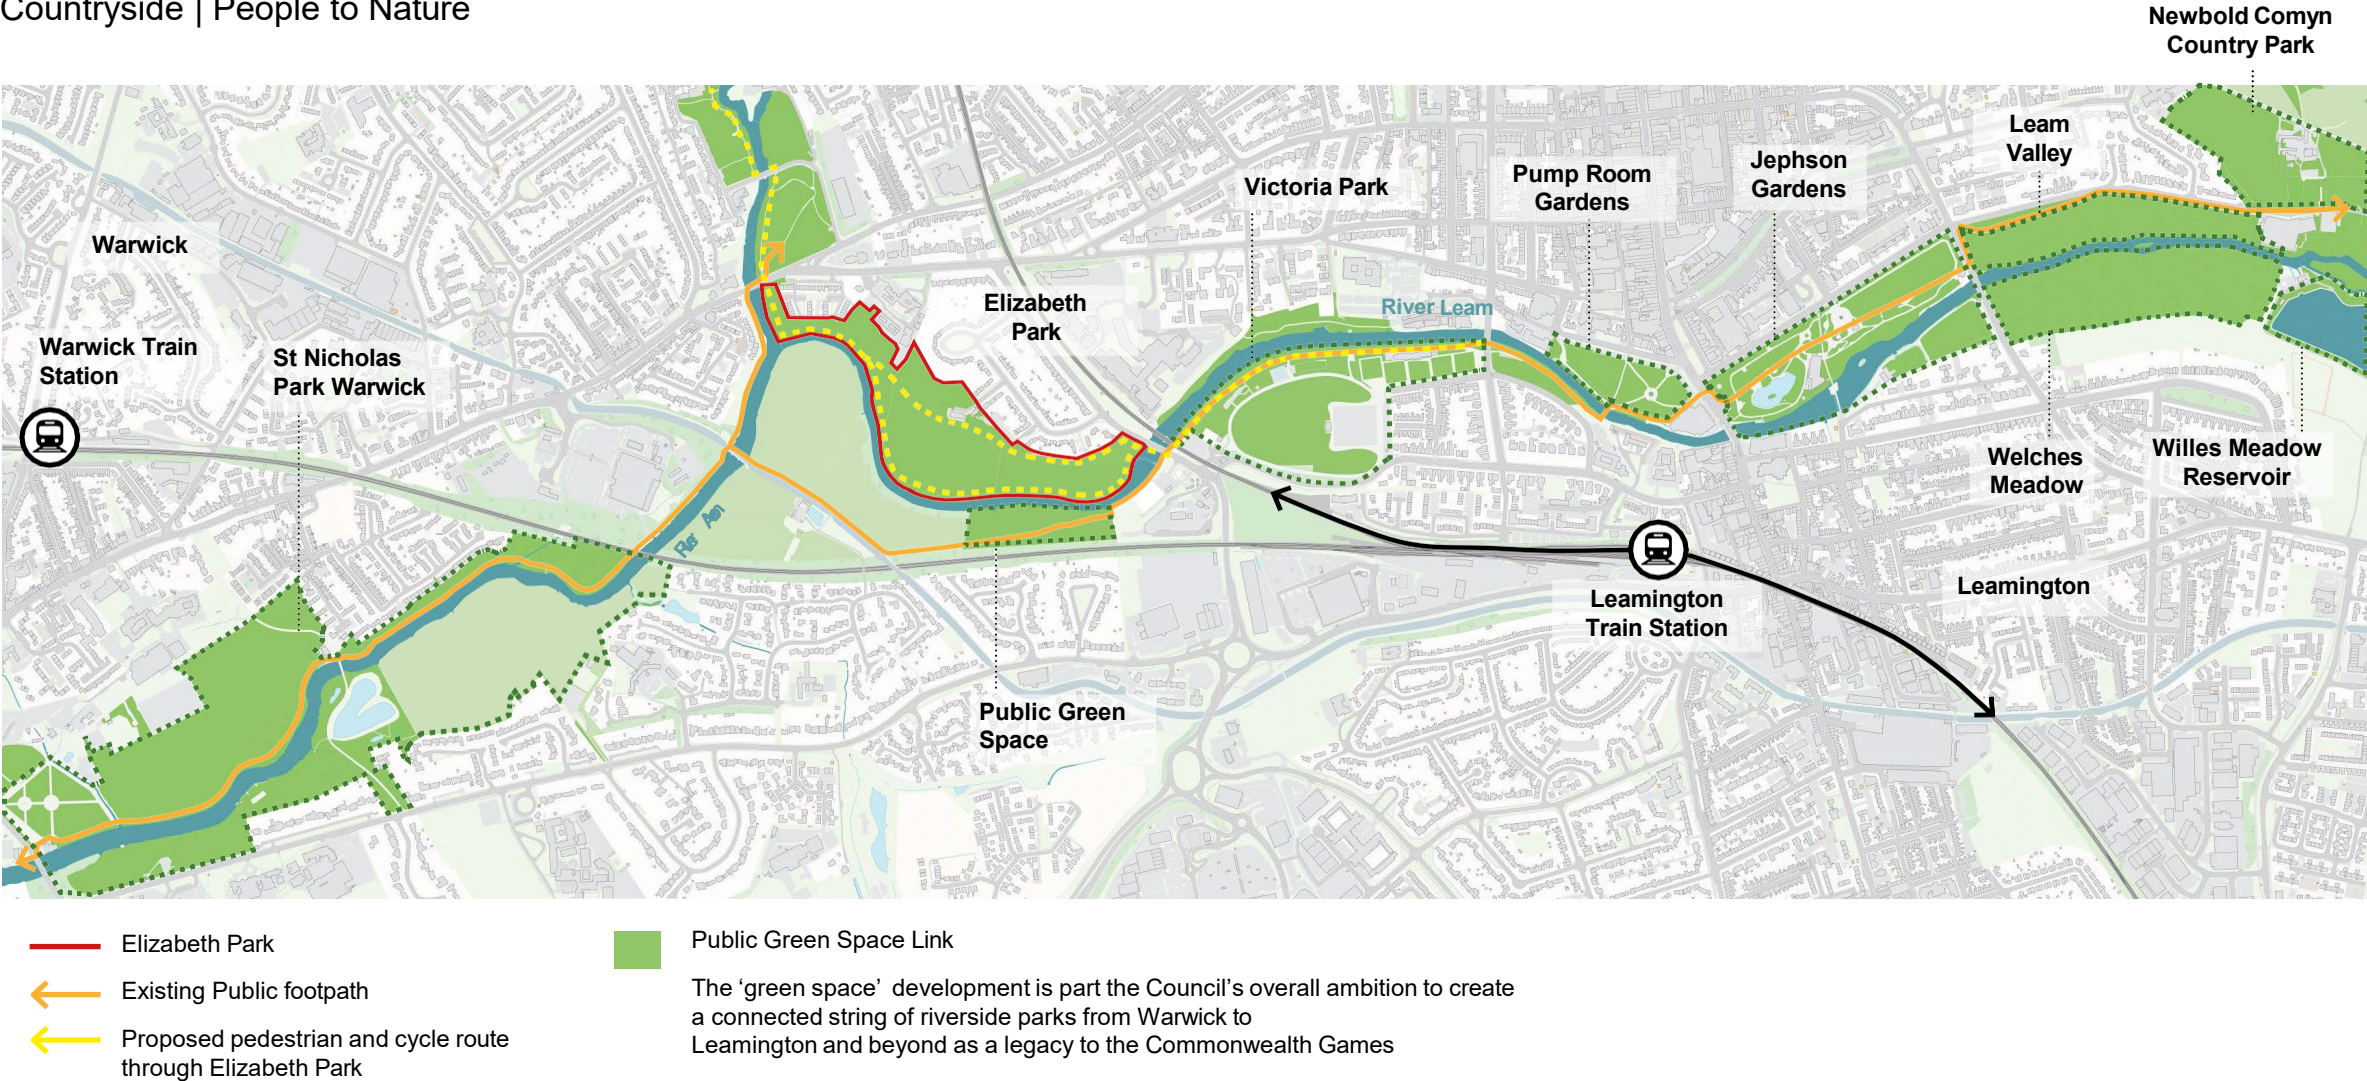 Countryside | People to Nature
Newbold Comyn
Country Park
Leam
Valley
Jephson
Gardens
Pump Room
Gardens
Victoria Park
Warwick
Elizabeth
Park
River Leam
Warwick Train
Station
St Nicholas
Park Warwick
Welches
Meadow
Willes Meadow
Reservoir
Leamington
Leamington
Train Station
Public Green
Space
Elizabeth Park
Existing Public footpath
Proposed pedestrian and cycle route
through Elizabeth Park
Public Green Space Link
The ‘green space’ development is part the Council’s overall ambition to create
a connected string of riverside parks from Warwick to
Leamington and beyond as a legacy to the Commonwealth Games